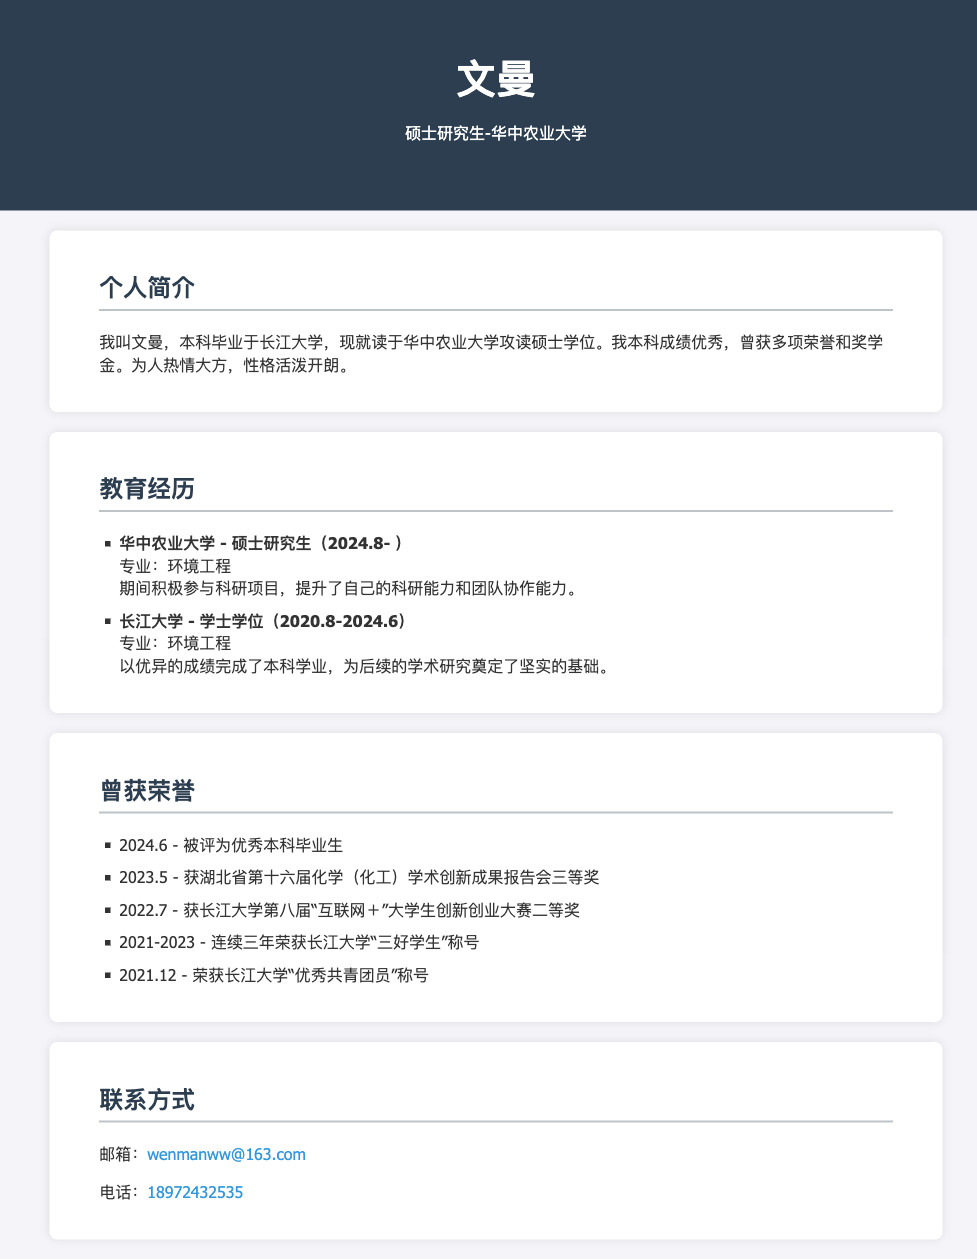 文曼
硕士研究生-华中农业大学
个人简介
我叫文曼，本科毕业于长江大学，现就读于华中农业大学攻读硕士学位。我本科成绩优秀，曾获多项荣誉和奖学
金。为人热情大方，性格活泼开朗。
教育经历
▪ 华中农业大学 - 硕士研究生（2024.8- ）
专业：环境工程
期间积极参与科研项目，提升了自己的科研能力和团队协作能力。
▪ 长江大学 - 学士学位（2020.8-2024.6）
专业：环境工程
以优异的成绩完成了本科学业，为后续的学术研究奠定了坚实的基础。
曾获荣誉
▪ 2024.6 - 被评为优秀本科毕业生
▪ 2023.5 - 获湖北省第十六届化学（化工）学术创新成果报告会三等奖
▪ 2022.7 - 获长江大学第八届“互联网＋”大学生创新创业大赛二等奖
▪ 2021-2023 - 连续三年荣获长江大学“三好学生”称号
▪ 2021.12 - 荣获长江大学“优秀共青团员”称号
联系方式
邮箱：wenmanww@163.com
电话：18972432535